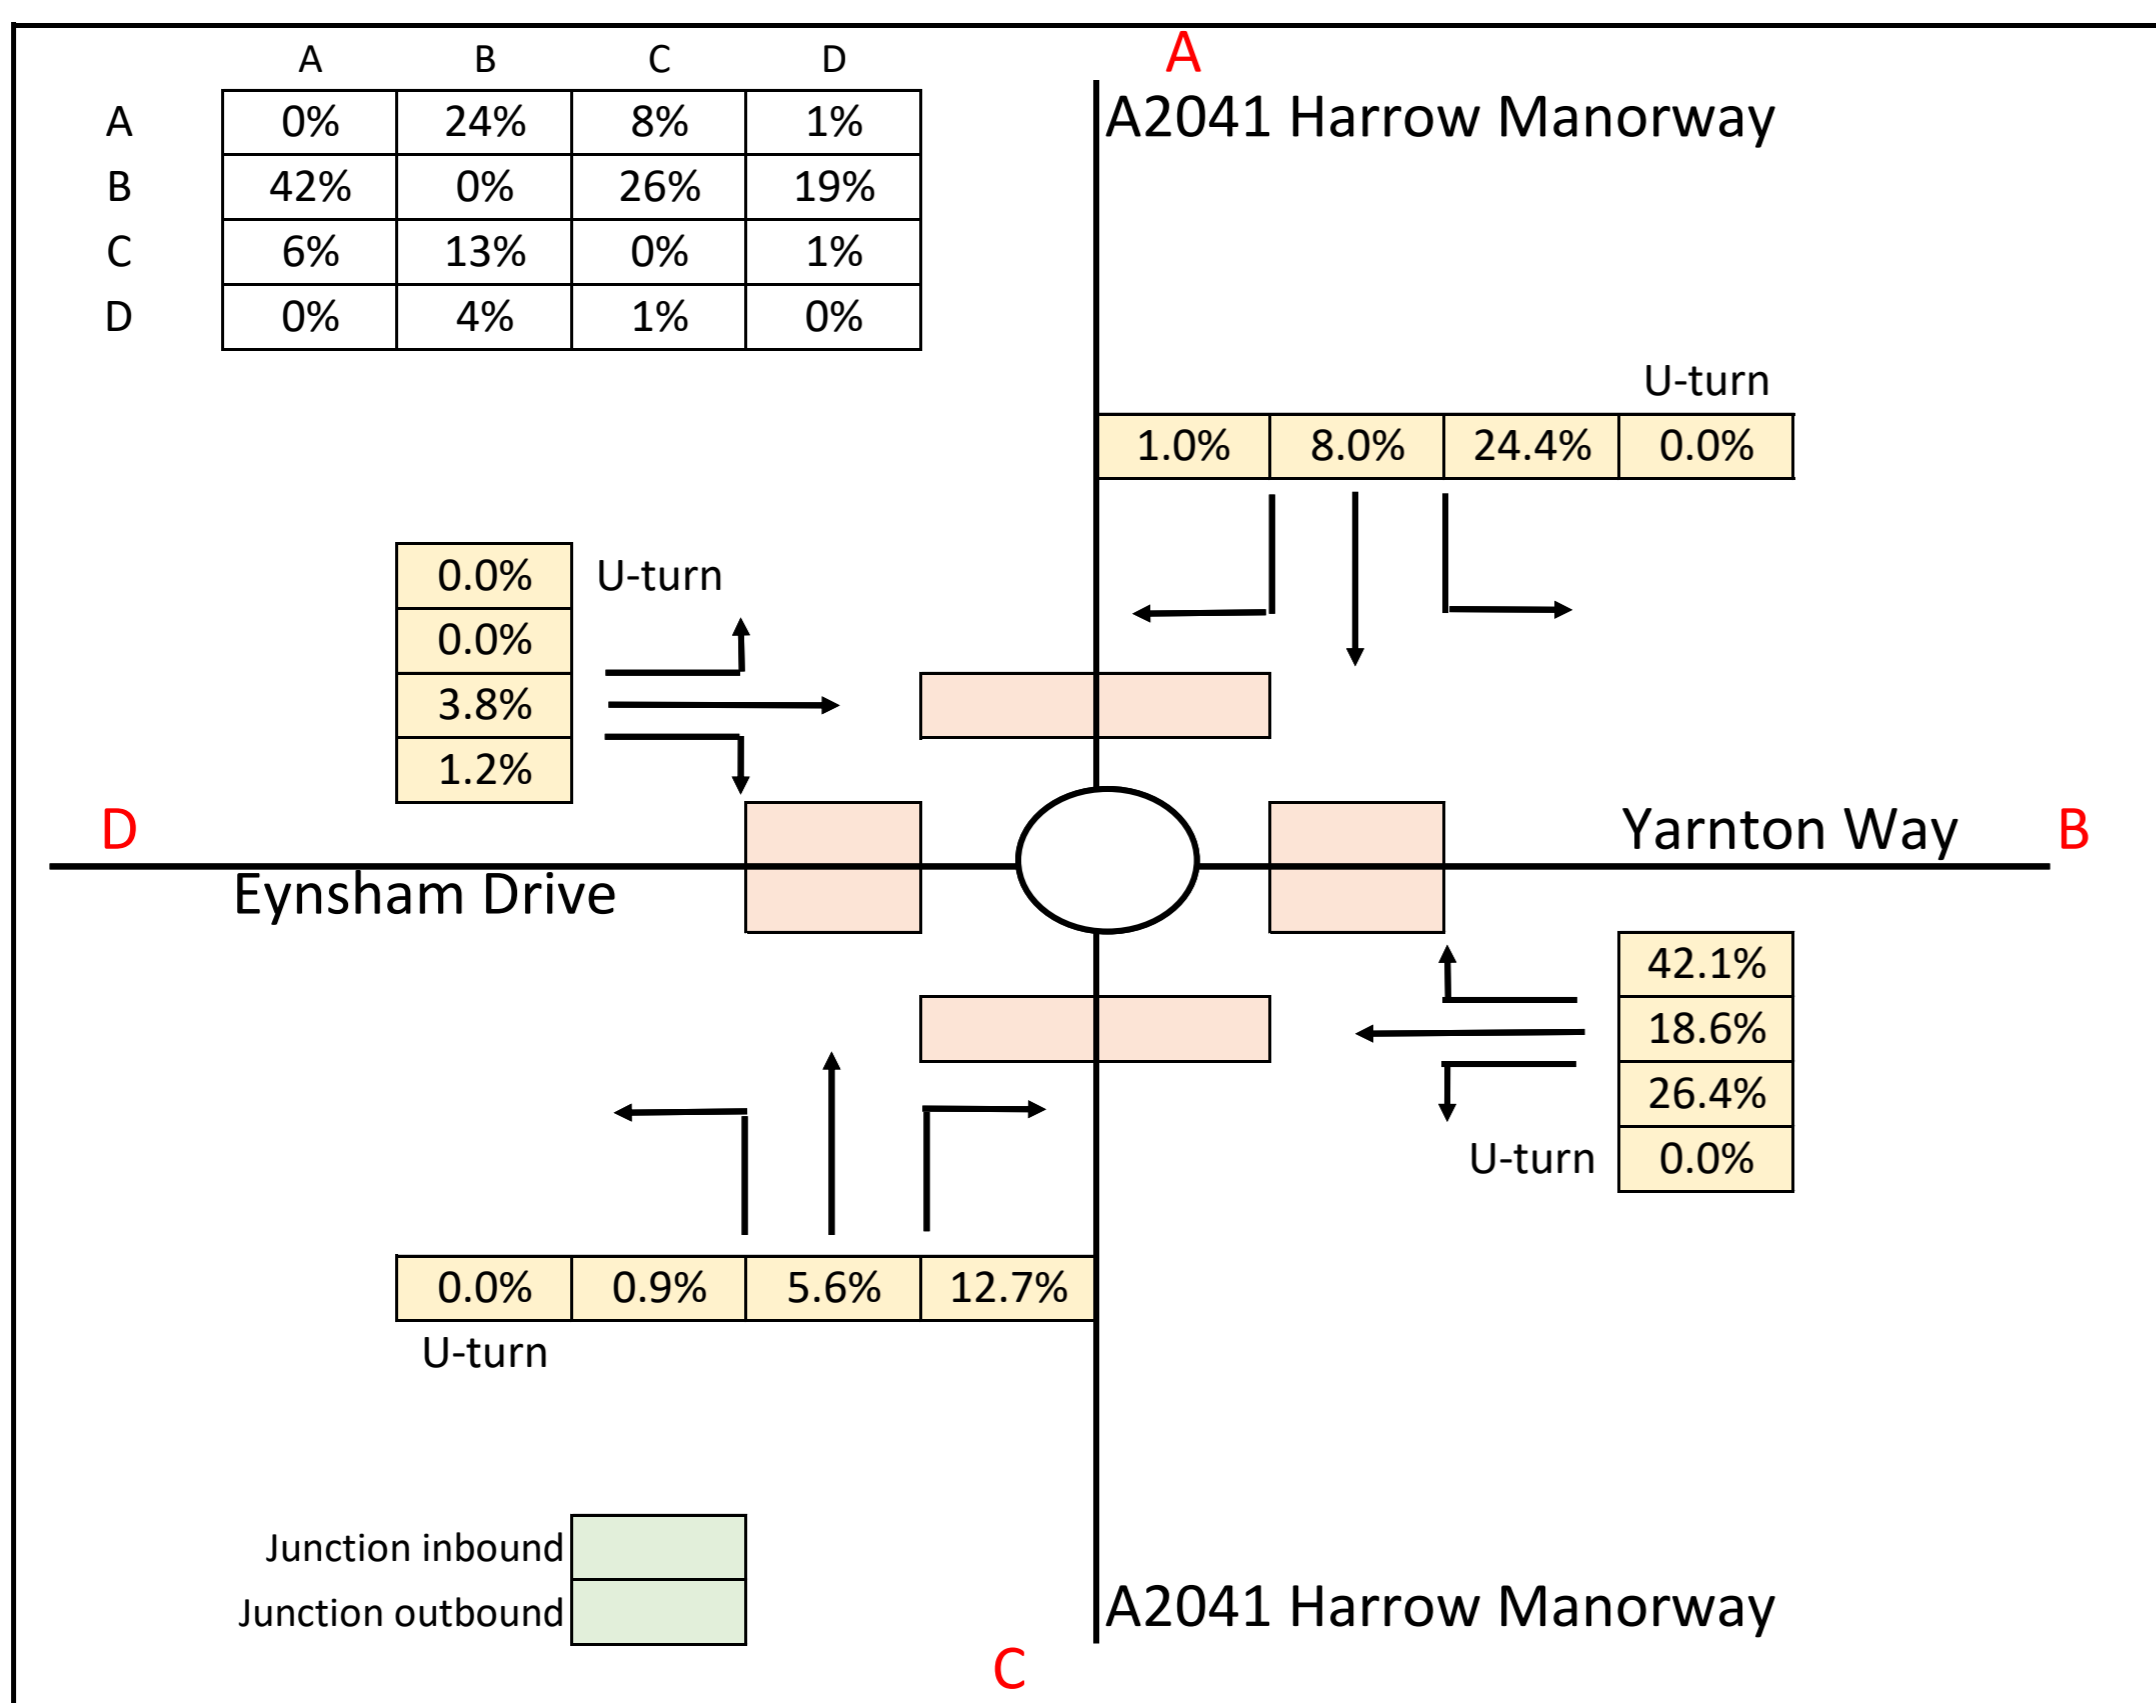 A B C D
A 0% 24% 8% 1%
B 42% 0% 26% 19%
C 6% 13% 0% 1%
D 0% 4% 1% 0%
A
A2041 Harrow Manorway
U-turn
1.0% 8.0% 24.4% 0.0%
0.0% U-turn
0.0%
3.8%
1.2%
D
Eynsham Drive
Yarnton Way B
42.1%
18.6%
26.4%
U-turn 0.0%
0.0% 0.9% 5.6% 12.7%
U-turn
Junction inbound
Junction outbound
A2041 Harrow Manorway
C